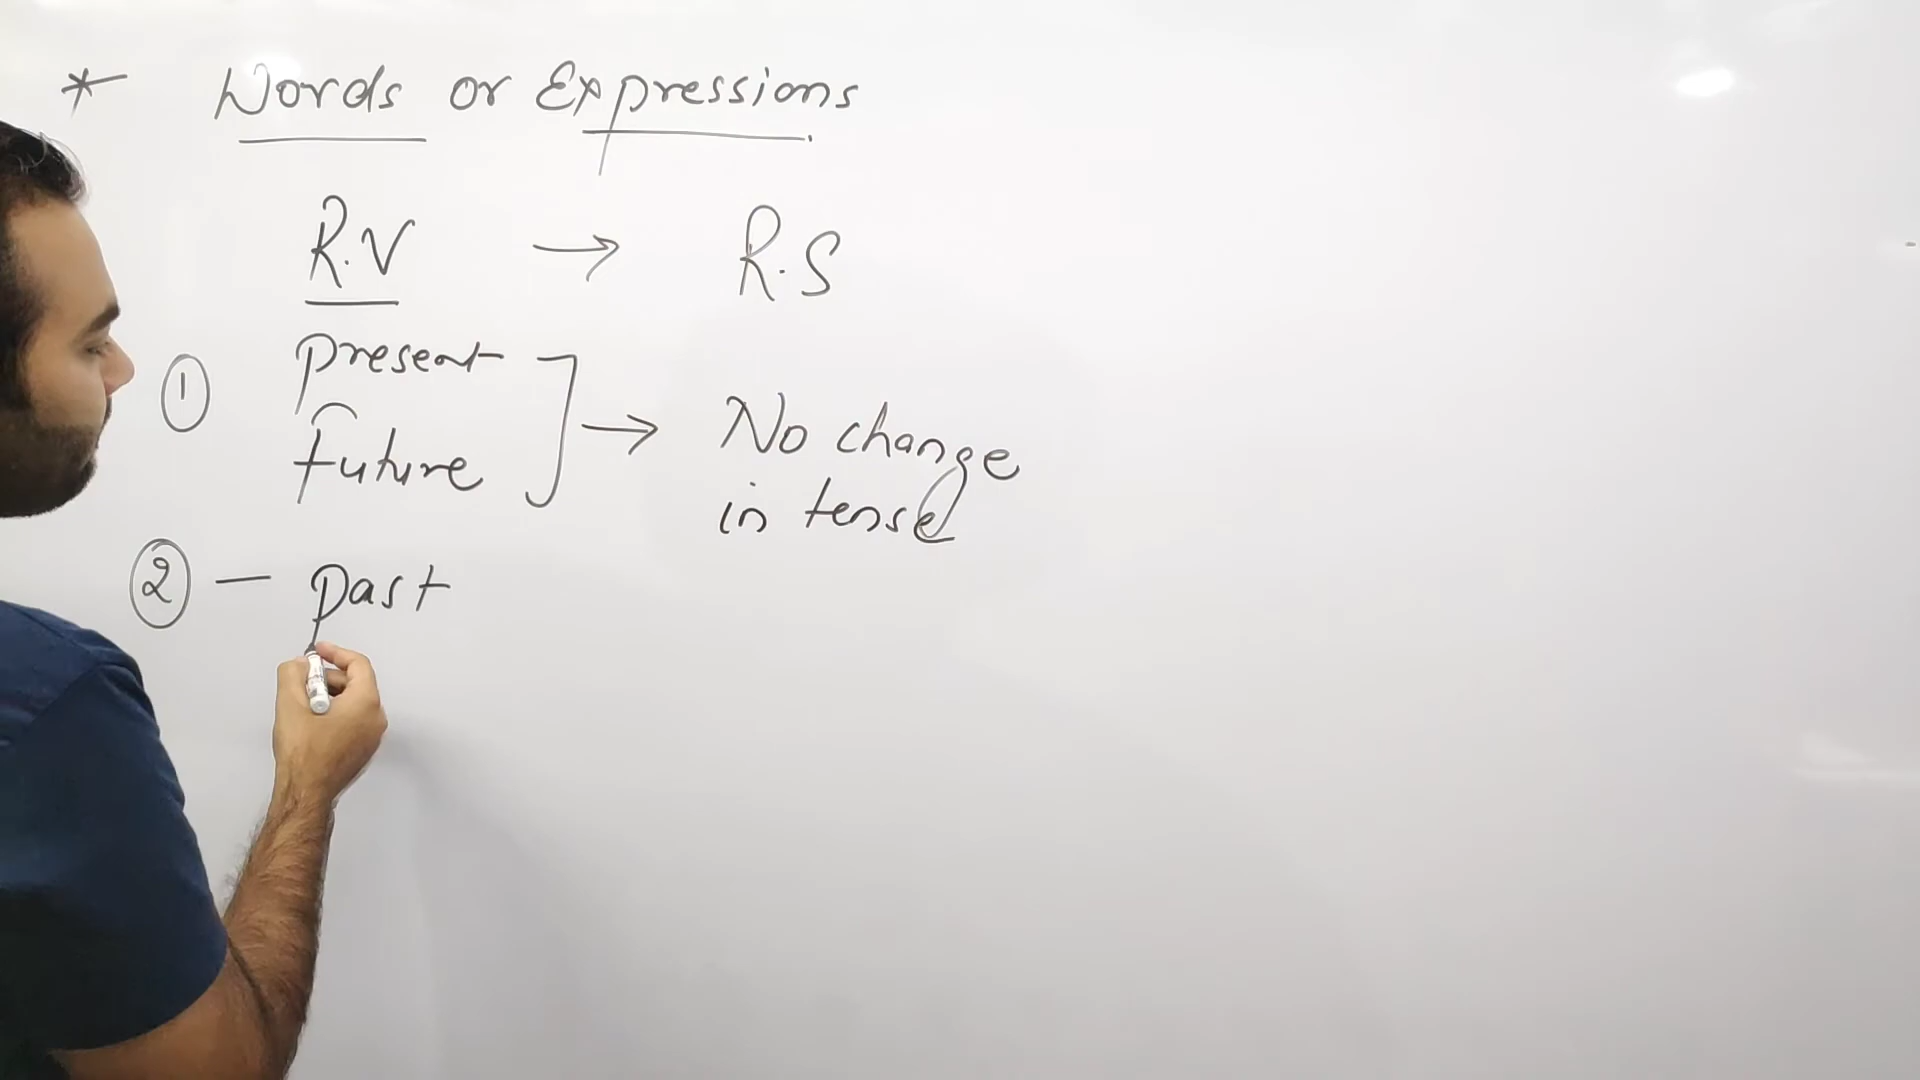 * Words or Expressions
R.V → R.S
① present
future ] → No change
in tense
② — Past